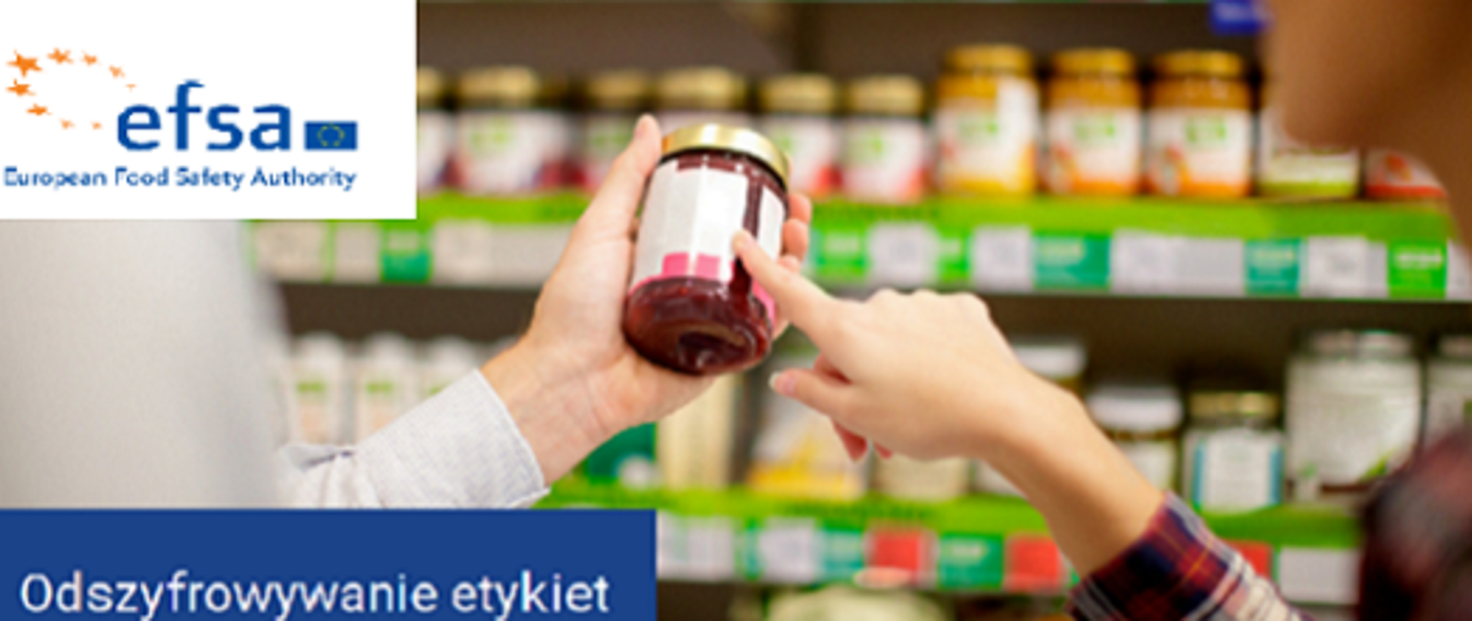 efsa
European Food Safety Authority
Odszyfrowywanie etykiet